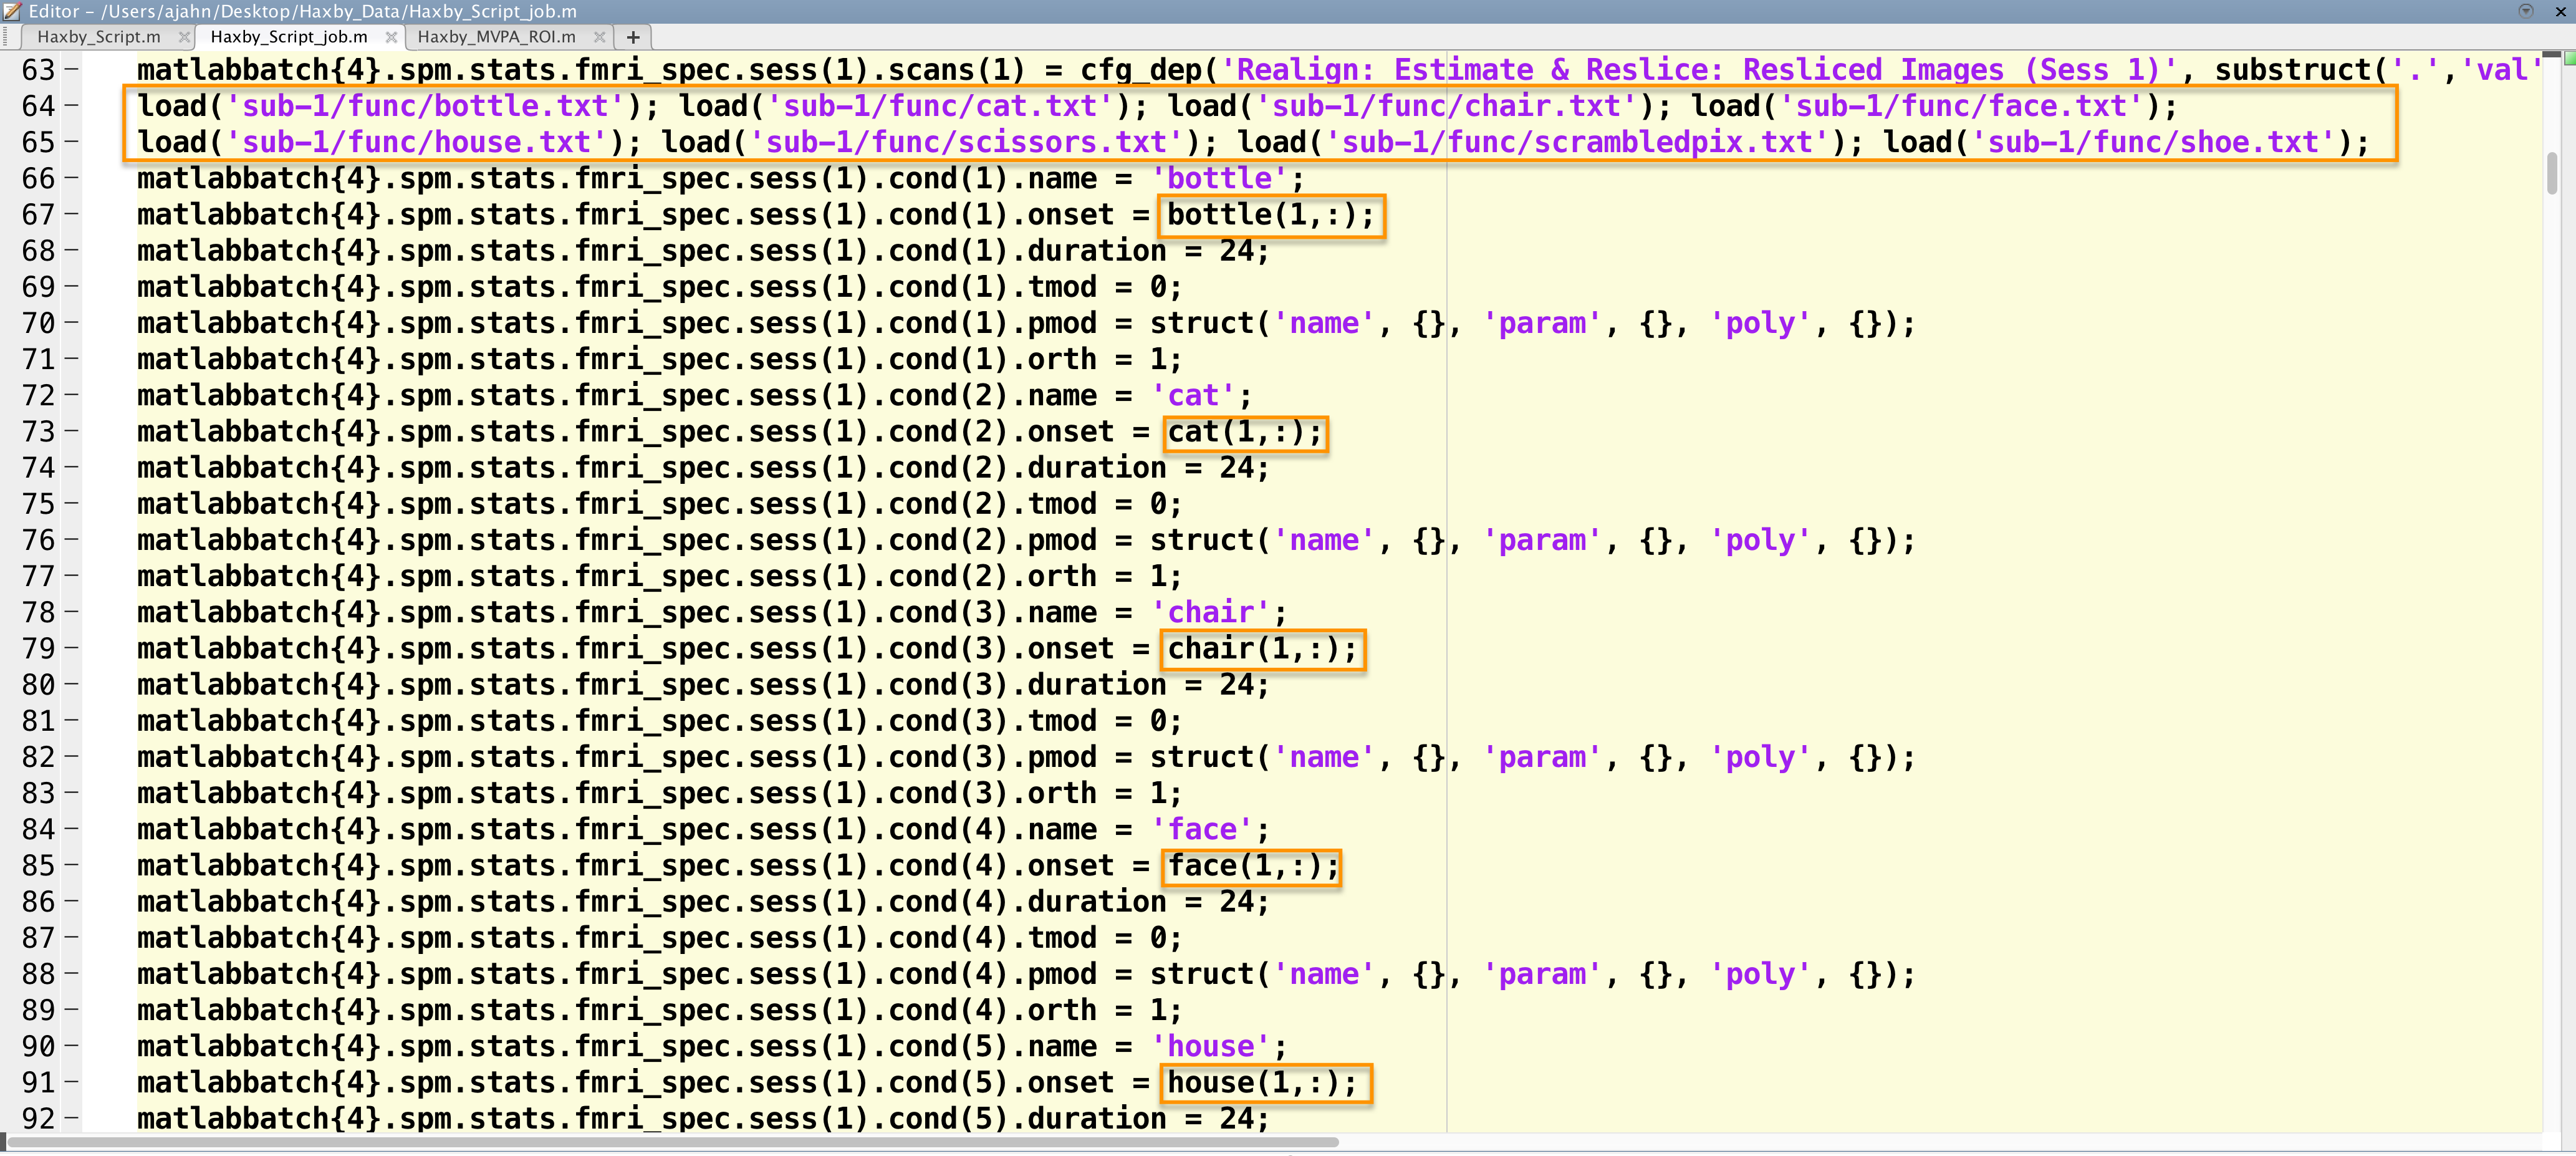 Editor – /Users/ajahn/Desktop/Haxby_Data/Haxby_Script_job.m
Haxby_Script.m Haxby_Script_job.m Haxby_MVPA_ROI.m +
63 – matlabbatch{4}.spm.stats.fmri_spec.sess(1).scans(1) = cfg_dep('Realign: Estimate & Reslice: Resliced Images (Sess 1)', substruct('.','val'
64 – load('sub-1/func/bottle.txt'); load('sub-1/func/cat.txt'); load('sub-1/func/chair.txt'); load('sub-1/func/face.txt');
65 – load('sub-1/func/house.txt'); load('sub-1/func/scissors.txt'); load('sub-1/func/scrambledpix.txt'); load('sub-1/func/shoe.txt');
66 – matlabbatch{4}.spm.stats.fmri_spec.sess(1).cond(1).name = 'bottle';
67 – matlabbatch{4}.spm.stats.fmri_spec.sess(1).cond(1).onset = bottle(1,:);
68 – matlabbatch{4}.spm.stats.fmri_spec.sess(1).cond(1).duration = 24;
69 – matlabbatch{4}.spm.stats.fmri_spec.sess(1).cond(1).tmod = 0;
70 – matlabbatch{4}.spm.stats.fmri_spec.sess(1).cond(1).pmod = struct('name', {}, 'param', {}, 'poly', {});
71 – matlabbatch{4}.spm.stats.fmri_spec.sess(1).cond(1).orth = 1;
72 – matlabbatch{4}.spm.stats.fmri_spec.sess(1).cond(2).name = 'cat';
73 – matlabbatch{4}.spm.stats.fmri_spec.sess(1).cond(2).onset = cat(1,:);
74 – matlabbatch{4}.spm.stats.fmri_spec.sess(1).cond(2).duration = 24;
75 – matlabbatch{4}.spm.stats.fmri_spec.sess(1).cond(2).tmod = 0;
76 – matlabbatch{4}.spm.stats.fmri_spec.sess(1).cond(2).pmod = struct('name', {}, 'param', {}, 'poly', {});
77 – matlabbatch{4}.spm.stats.fmri_spec.sess(1).cond(2).orth = 1;
78 – matlabbatch{4}.spm.stats.fmri_spec.sess(1).cond(3).name = 'chair';
79 – matlabbatch{4}.spm.stats.fmri_spec.sess(1).cond(3).onset = chair(1,:);
80 – matlabbatch{4}.spm.stats.fmri_spec.sess(1).cond(3).duration = 24;
81 – matlabbatch{4}.spm.stats.fmri_spec.sess(1).cond(3).tmod = 0;
82 – matlabbatch{4}.spm.stats.fmri_spec.sess(1).cond(3).pmod = struct('name', {}, 'param', {}, 'poly', {});
83 – matlabbatch{4}.spm.stats.fmri_spec.sess(1).cond(3).orth = 1;
84 – matlabbatch{4}.spm.stats.fmri_spec.sess(1).cond(4).name = 'face';
85 – matlabbatch{4}.spm.stats.fmri_spec.sess(1).cond(4).onset = face(1,:);
86 – matlabbatch{4}.spm.stats.fmri_spec.sess(1).cond(4).duration = 24;
87 – matlabbatch{4}.spm.stats.fmri_spec.sess(1).cond(4).tmod = 0;
88 – matlabbatch{4}.spm.stats.fmri_spec.sess(1).cond(4).pmod = struct('name', {}, 'param', {}, 'poly', {});
89 – matlabbatch{4}.spm.stats.fmri_spec.sess(1).cond(4).orth = 1;
90 – matlabbatch{4}.spm.stats.fmri_spec.sess(1).cond(5).name = 'house';
91 – matlabbatch{4}.spm.stats.fmri_spec.sess(1).cond(5).onset = house(1,:);
92 – matlabbatch{4}.spm.stats.fmri_spec.sess(1).cond(5).duration = 24;